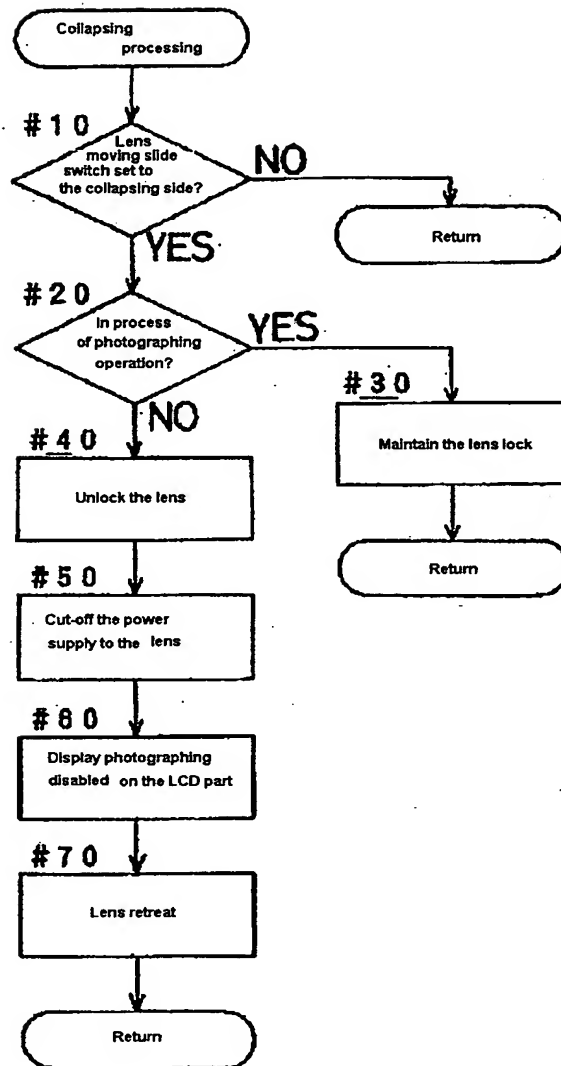 Collapsing
processing
#10
Lens
moving slide
switch set to
the collapsing side?
NO
Return
YES
#20
In process
of photographing
operation?
YES
#30
Maintain the lens lock
Return
NO
#40
Unlock the lens
#50
Cut-off the power
supply to the lens
#60
Display photographing
disabled on the LCD part
#70
Lens retreat
Return